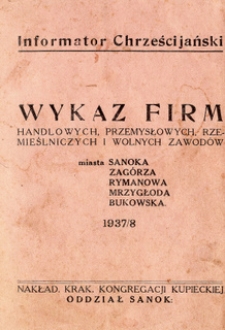 Informator Chrześcijański
WYKAZ FIRM
HANDLOWYCH, PRZEMYSŁOWYCH, RZE-
MIEŚLNICZYCH I WOLNYCH ZAWODÓW
miasta SANOKA
ZAGÓRZA
RYMANOWA
MRZYGŁODA
BUKOWSKA.
1937/8
NAKŁAD. KRAK. KONGREGACJI KUPIECKIEJ
ODDZIAŁ SANOK.